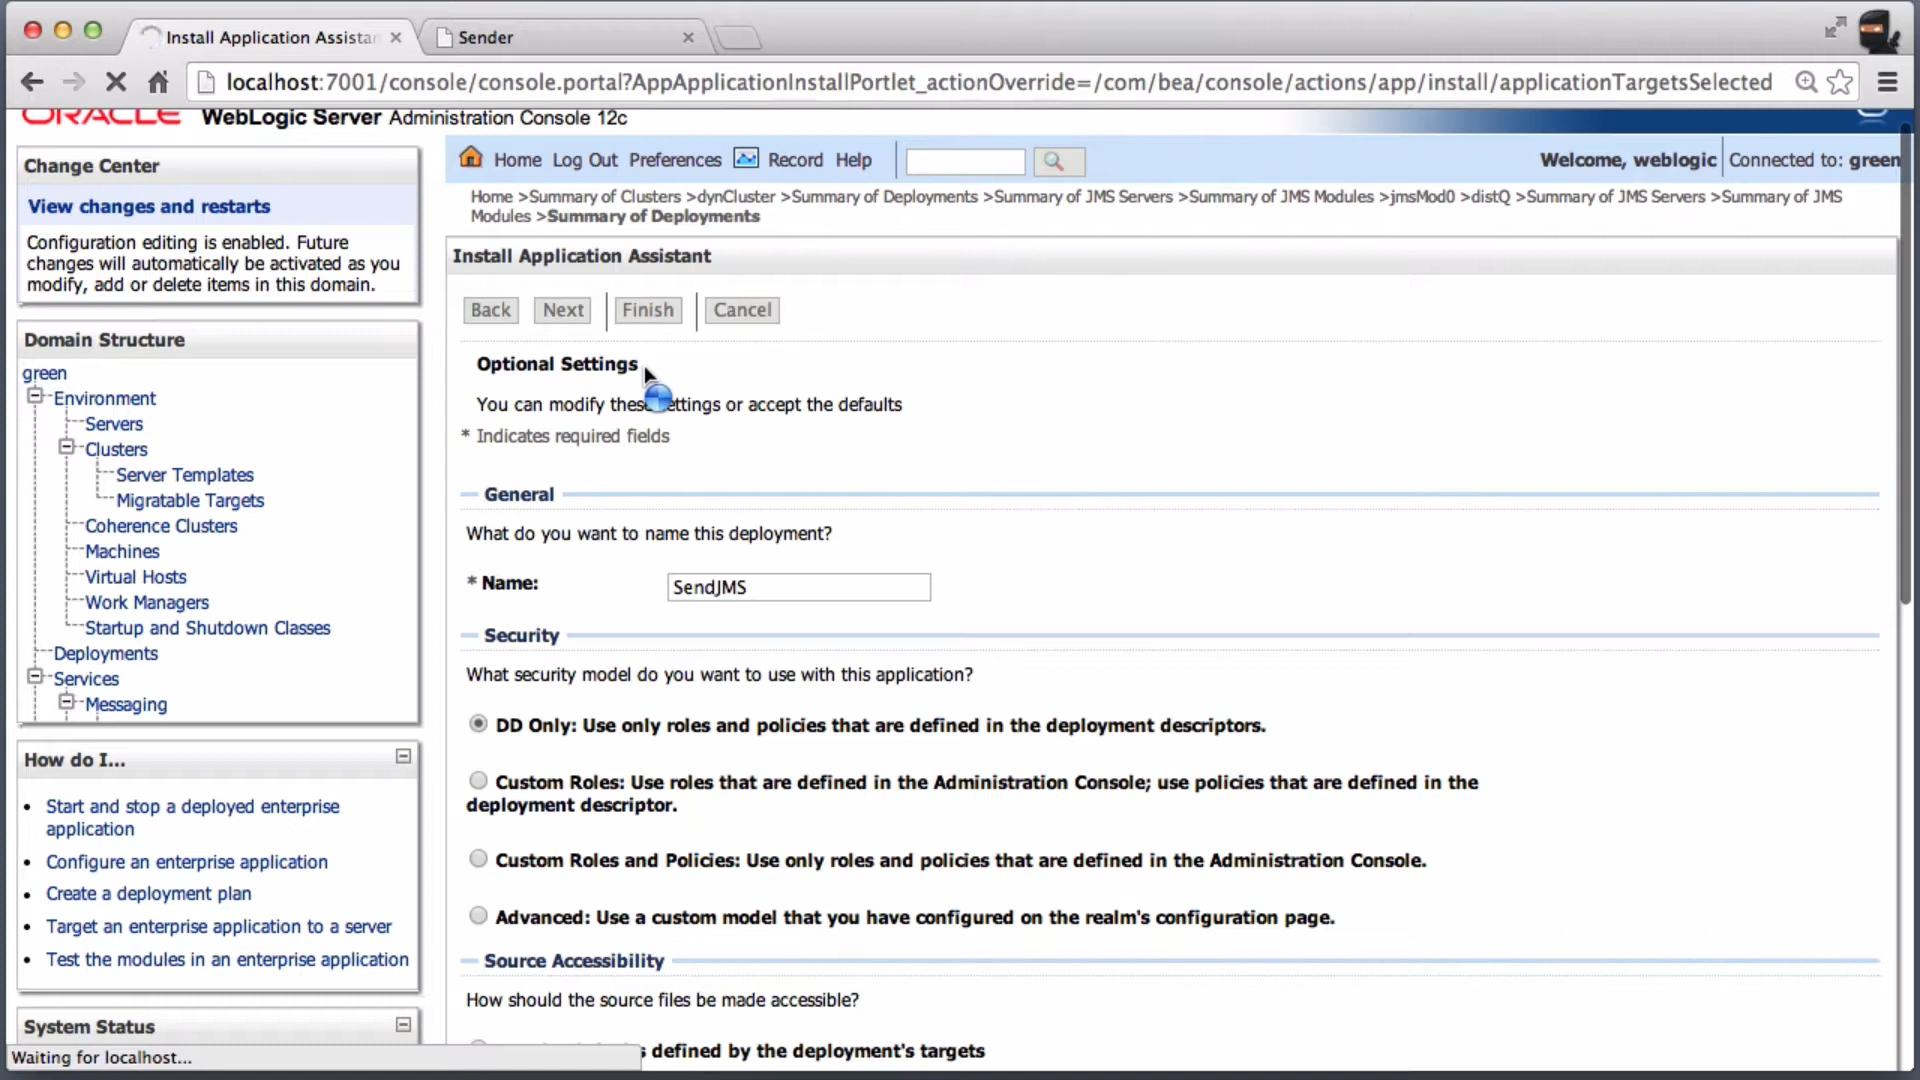 Install Application Assistar
Sender
localhost:7001/console/console.portal?AppApplicationInstallPortlet_actionOverride=/com/bea/console/actions/app/install/applicationTargetsSelected
ORACLE WebLogic Server Administration Console 12c
Change Center
View changes and restarts
Configuration editing is enabled. Future
changes will automatically be activated as you
modify, add or delete items in this domain.
Domain Structure
green
Environment
Servers
Clusters
Server Templates
Migratable Targets
Coherence Clusters
Machines
Virtual Hosts
Work Managers
Startup and Shutdown Classes
Deployments
Services
Messaging
How do I...
Start and stop a deployed enterprise
application
Configure an enterprise application
Create a deployment plan
Target an enterprise application to a server
Test the modules in an enterprise application
System Status
Waiting for localhost...
Home Log Out Preferences Record Help
Welcome, weblogic Connected to: green
Home >Summary of Clusters >dynCluster >Summary of Deployments >Summary of JMS Servers >Summary of JMS Modules >jmsMod0 >distQ >Summary of JMS Servers >Summary of JMS
Modules >Summary of Deployments
Install Application Assistant
Back Next Finish Cancel
Optional Settings
You can modify these settings or accept the defaults
* Indicates required fields
General
What do you want to name this deployment?
* Name: SendJMS
Security
What security model do you want to use with this application?
DD Only: Use only roles and policies that are defined in the deployment descriptors.
Custom Roles: Use roles that are defined in the Administration Console; use policies that are defined in the
deployment descriptor.
Custom Roles and Policies: Use only roles and policies that are defined in the Administration Console.
Advanced: Use a custom model that you have configured on the realm's configuration page.
Source Accessibility
How should the source files be made accessible?
defined by the deployment's targets